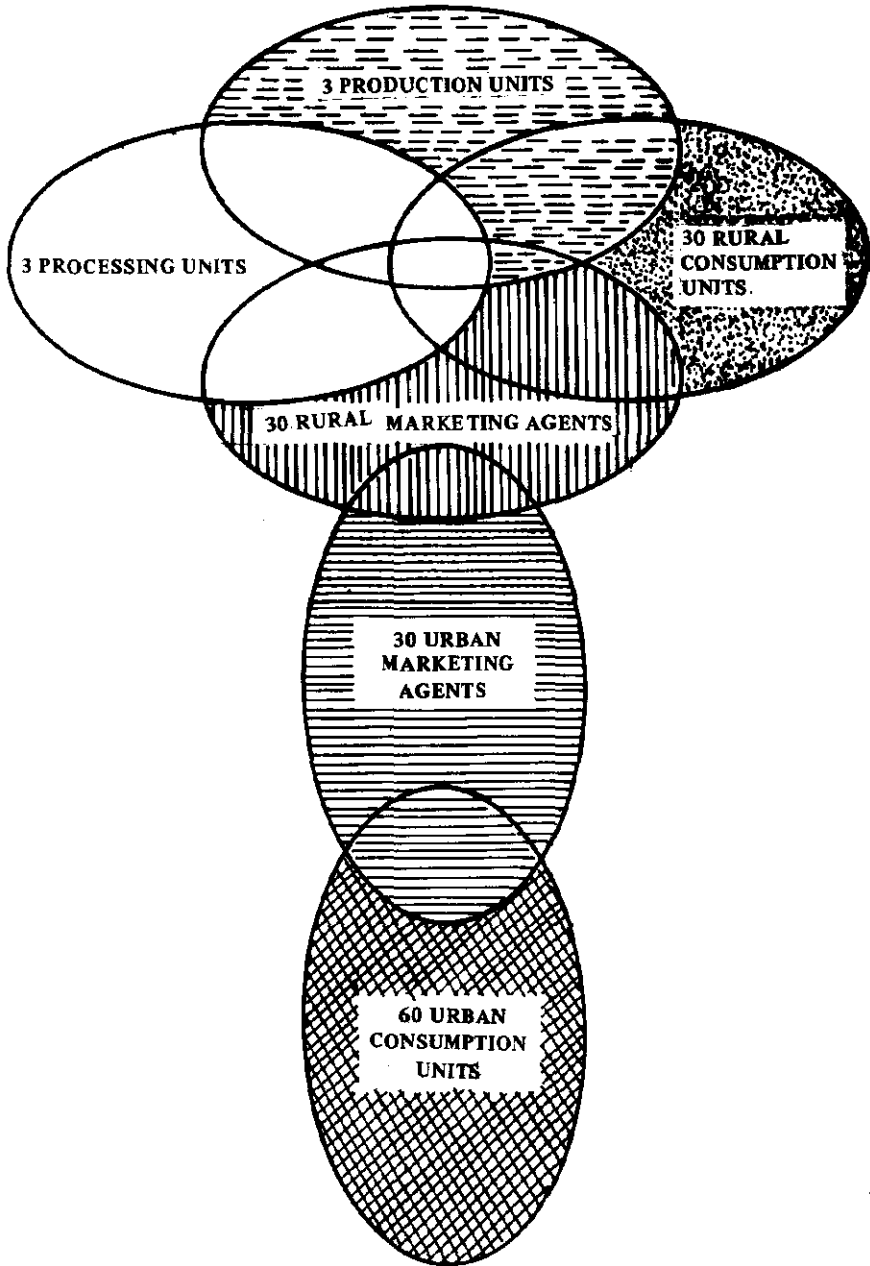 3 PRODUCTION UNITS
3 PROCESSING UNITS
30 RURAL
CONSUMPTION
UNITS.
30 RURAL MARKETING AGENTS
30 URBAN
MARKETING
AGENTS
60 URBAN
CONSUMPTION
UNITS